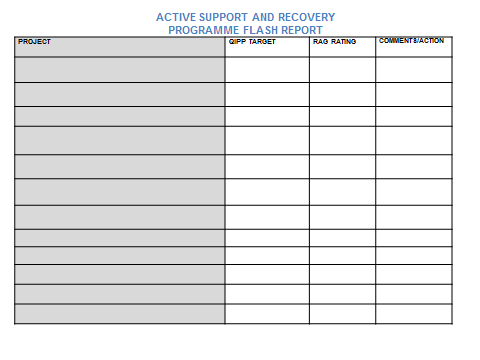 ACTIVE SUPPORT AND RECOVERY
PROGRAMME FLASH REPORT
PROJECT QIPP TARGET RAG RATING COMMENTS/ACTION